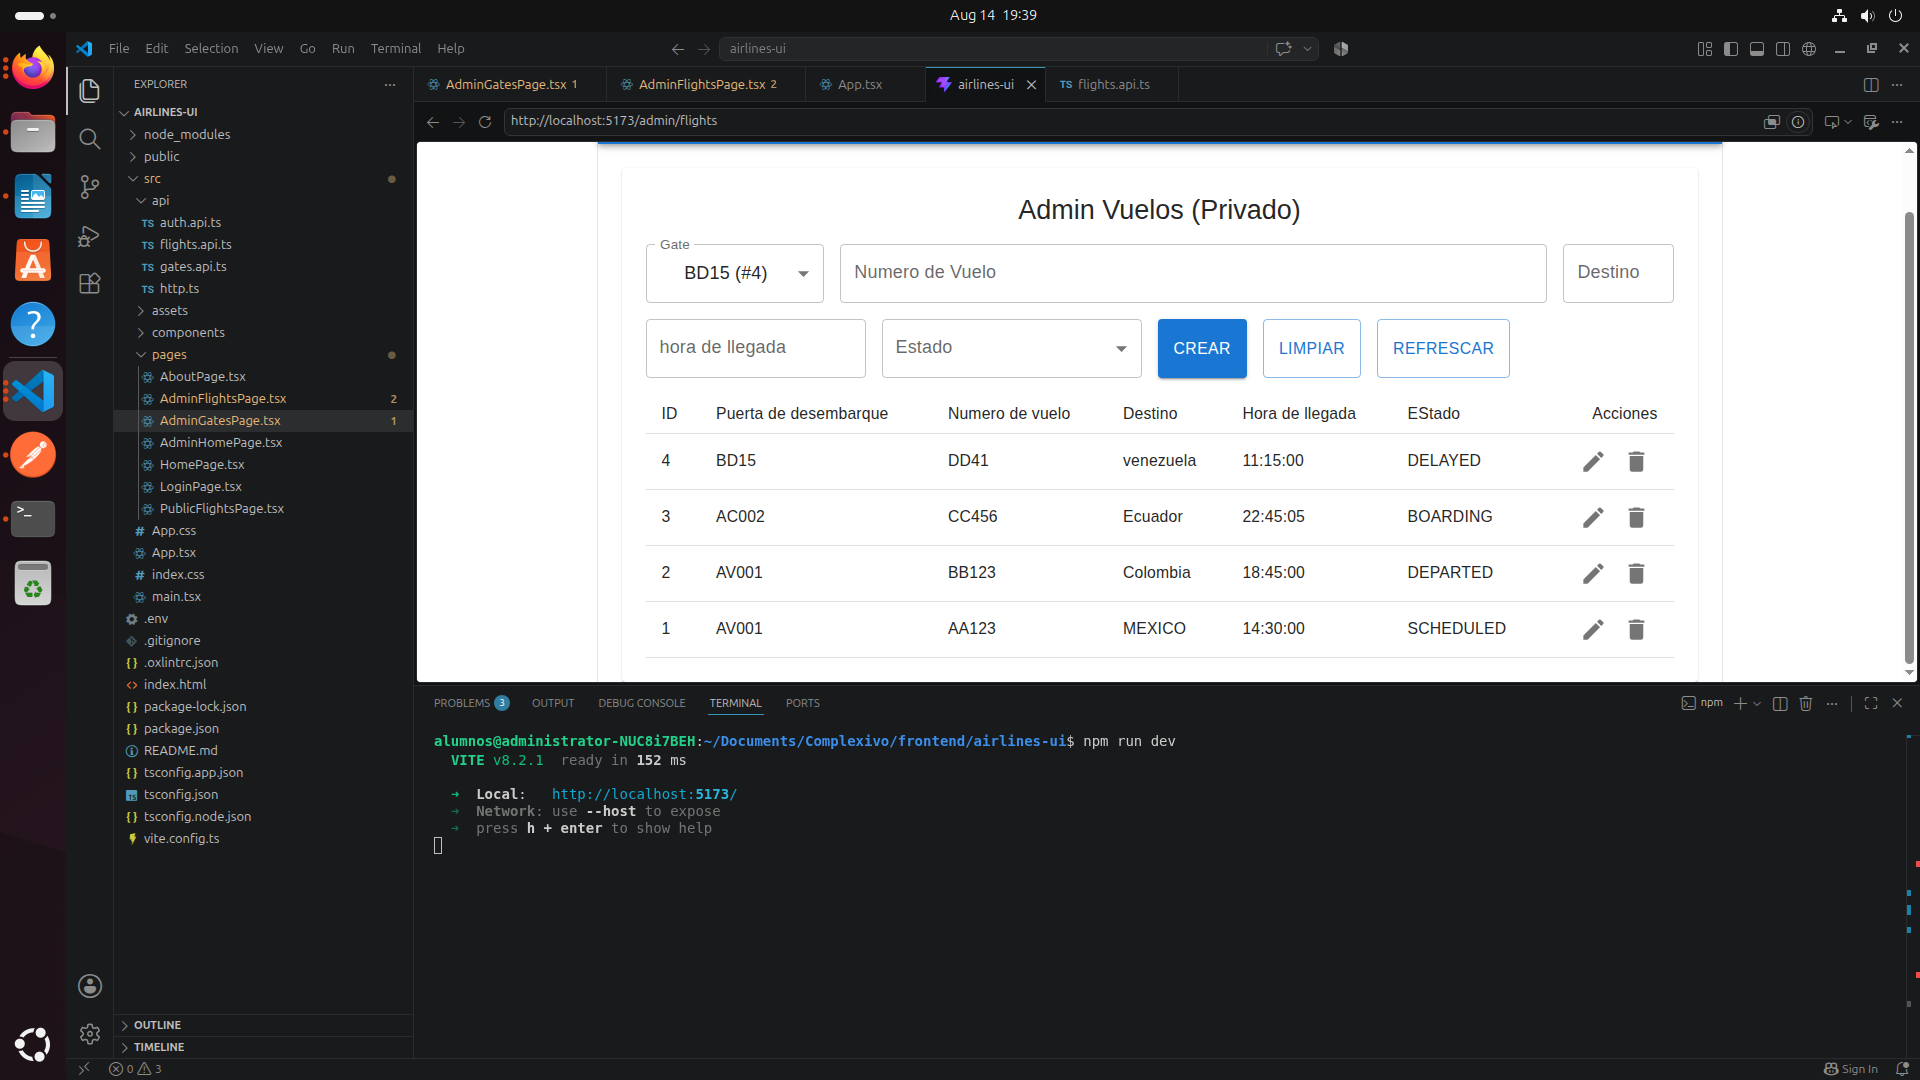 Aug 14 19:39
File Edit Selection View Go Run Terminal Help
airlines-ui
EXPLORER
AdminGatesPage.tsx 1
AdminFlightsPage.tsx 2
App.tsx
airlines-ui
TS flights.api.ts
http://localhost:5173/admin/flights
AIRLINES-UI
node_modules
public
src
api
TS auth.api.ts
TS flights.api.ts
TS gates.api.ts
TS http.ts
assets
components
pages
AboutPage.tsx
AdminFlightsPage.tsx 2
AdminGatesPage.tsx 1
AdminHomePage.tsx
HomePage.tsx
LoginPage.tsx
PublicFlightsPage.tsx
# App.css
App.tsx
# index.css
main.tsx
.env
.gitignore
{} .oxlintrc.json
<> index.html
{} package-lock.json
{} package.json
README.md
{} tsconfig.app.json
TS tsconfig.json
{} tsconfig.node.json
vite.config.ts
OUTLINE
TIMELINE
Admin Vuelos (Privado)
Gate
BD15 (#4)
Numero de Vuelo
Destino
hora de llegada
Estado
CREAR
LIMPIAR
REFRESCAR
ID Puerta de desembarque Numero de vuelo Destino Hora de llegada EStado Acciones
4 BD15 DD41 venezuela 11:15:00 DELAYED
3 AC002 CC456 Ecuador 22:45:05 BOARDING
2 AV001 BB123 Colombia 18:45:00 DEPARTED
1 AV001 AA123 MEXICO 14:30:00 SCHEDULED
PROBLEMS 3 OUTPUT DEBUG CONSOLE TERMINAL PORTS
npm
alumnos@administrator-NUC8i7BEH:~/Documents/Complexivo/frontend/airlines-ui$ npm run dev
VITE v8.2.1 ready in 152 ms
➜ Local: http://localhost:5173/
➜ Network: use --host to expose
➜ press h + enter to show help
0 3
Sign In